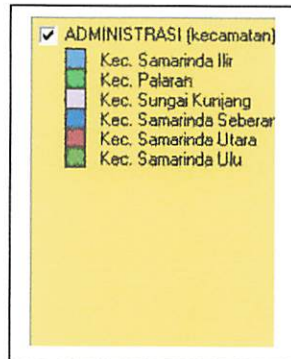 ADMINISTRASI (kecamatan)
Kec. Samarinda Ilir
Kec. Palaran
Kec. Sungai Kunjang
Kec. Samarinda Seberan
Kec. Samarinda Utara
Kec. Samarinda Ulu